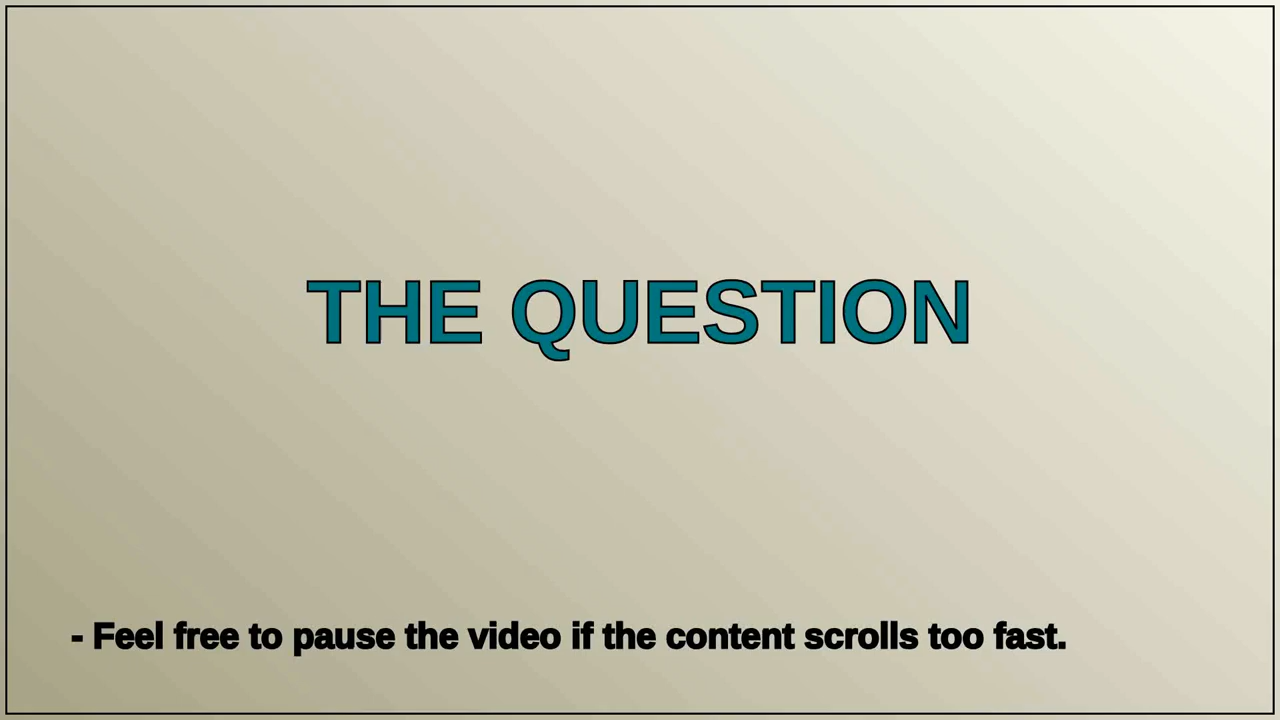 THE QUESTION
- Feel free to pause the video if the content scrolls too fast.